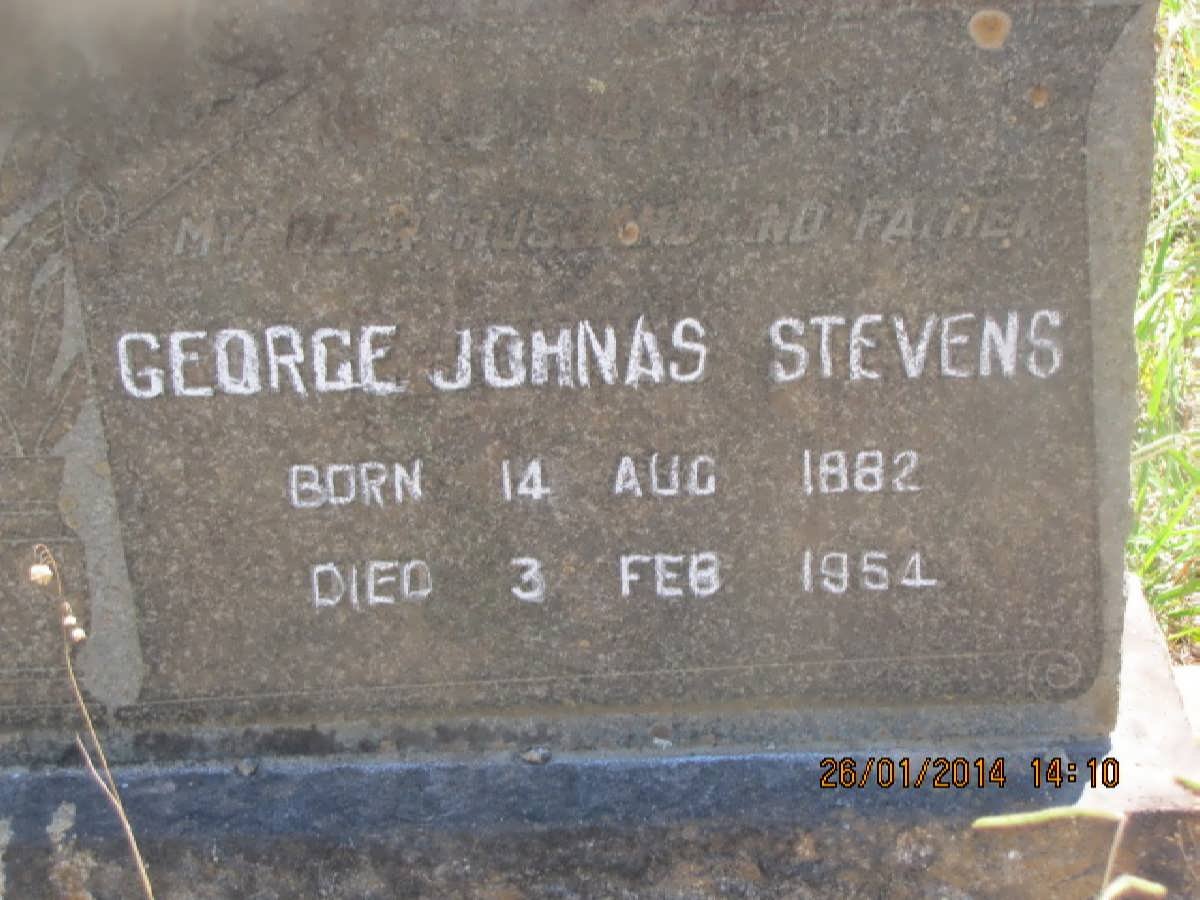 MY DEAR HUSBAND AND FATHER
GEORGE JOHNAS STEVENS
BORN 14 AUG 1882
DIED 3 FEB 1954
26/01/2014 14:10